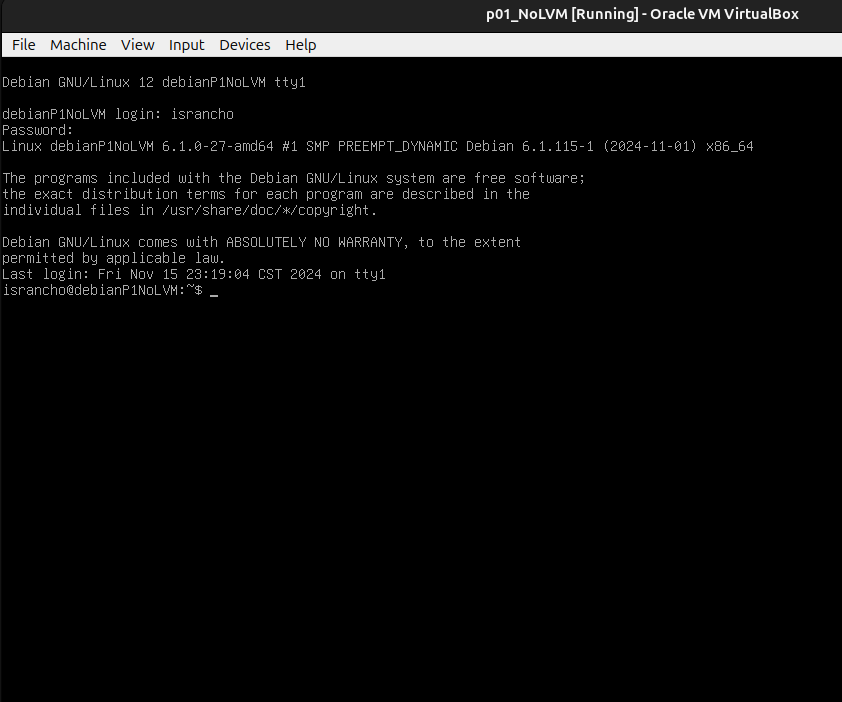 p01_NoLVM [Running] - Oracle VM VirtualBox
File Machine View Input Devices Help
Debian GNU/Linux 12 debianP1NoLVM tty1
debianP1NoLVM login: israncho
Password:
Linux debianP1NoLVM 6.1.0-27-amd64 #1 SMP PREEMPT_DYNAMIC Debian 6.1.115-1 (2024-11-01) x86_64
The programs included with the Debian GNU/Linux system are free software;
the exact distribution terms for each program are described in the
individual files in /usr/share/doc/*/copyright.
Debian GNU/Linux comes with ABSOLUTELY NO WARRANTY, to the extent
permitted by applicable law.
Last login: Fri Nov 15 23:19:04 CST 2024 on tty1
israncho@debianP1NoLVM:~$ _